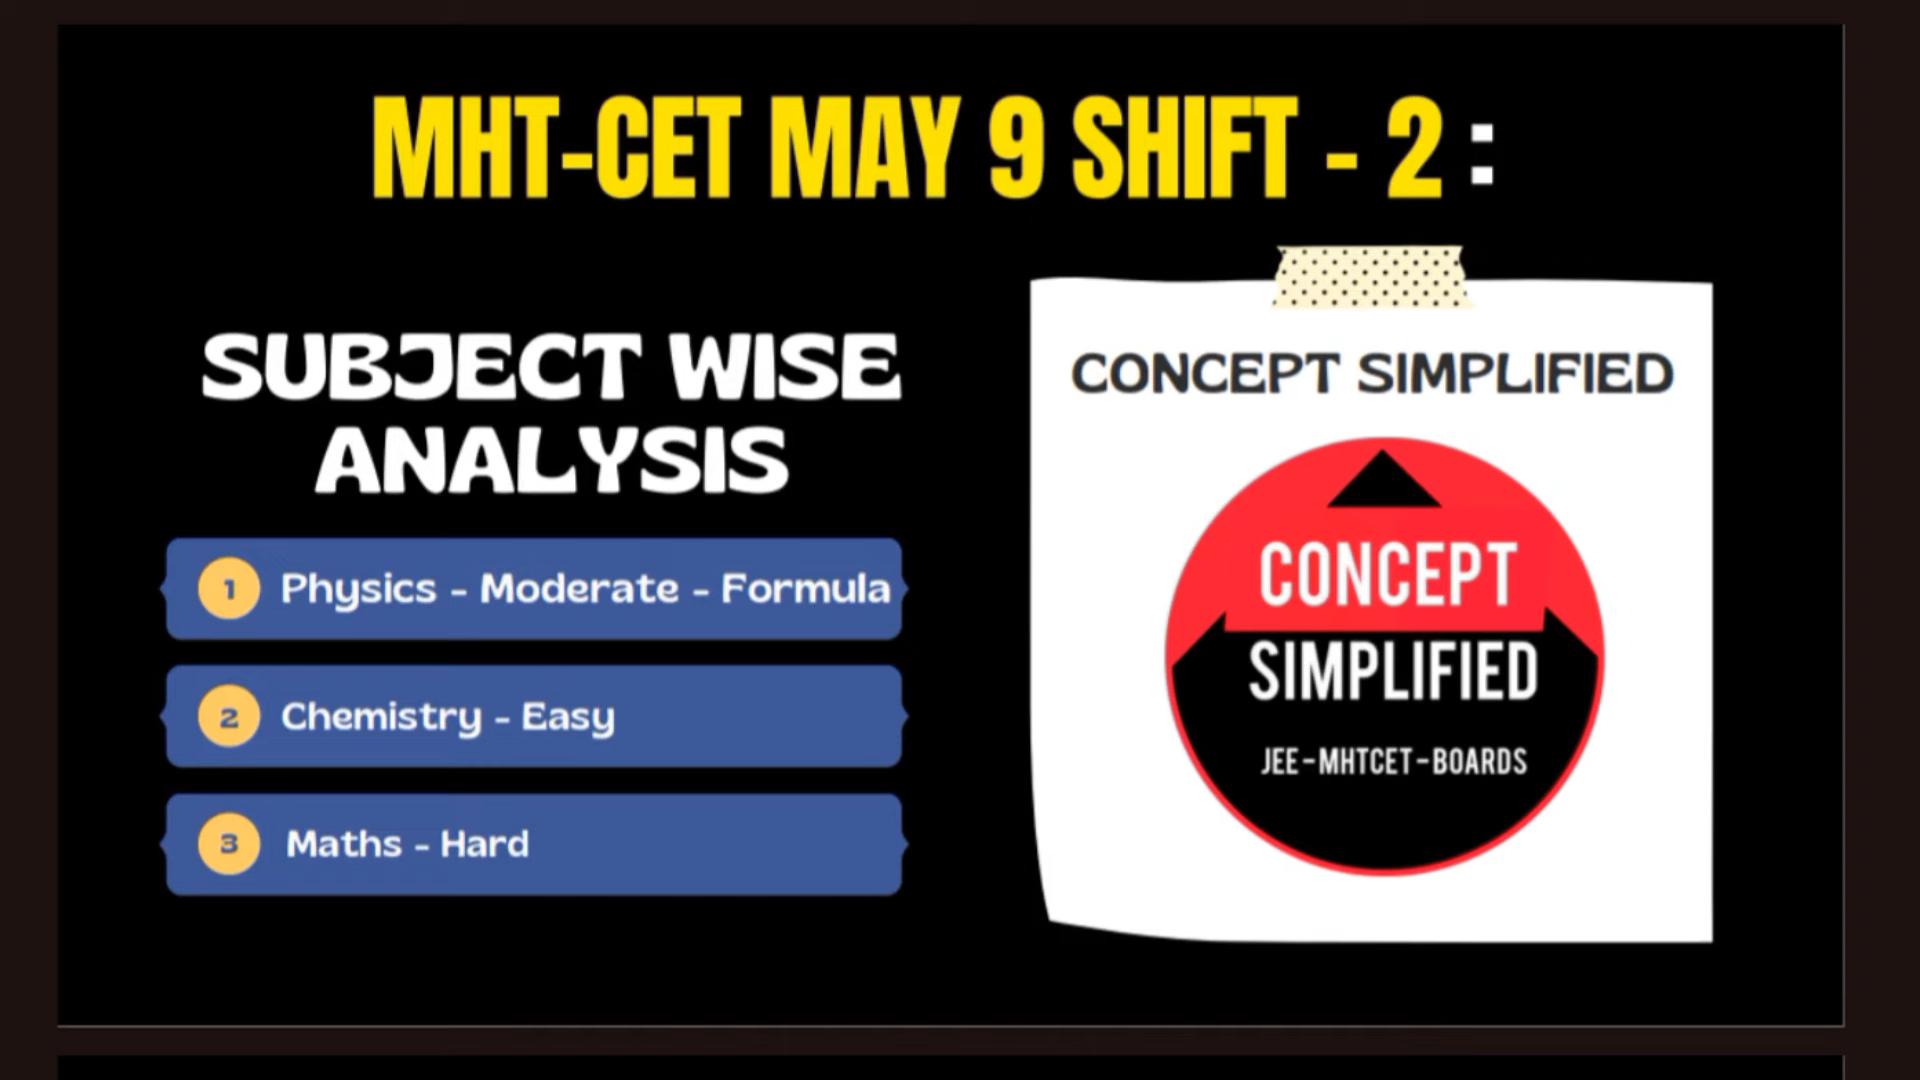 MHT-CET MAY 9 SHIFT - 2 :
SUBJECT WISE
ANALYSIS
1 Physics - Moderate - Formula
2 Chemistry - Easy
3 Maths - Hard
CONCEPT SIMPLIFIED
CONCEPT
SIMPLIFIED
JEE-MHTCET-BOARDS